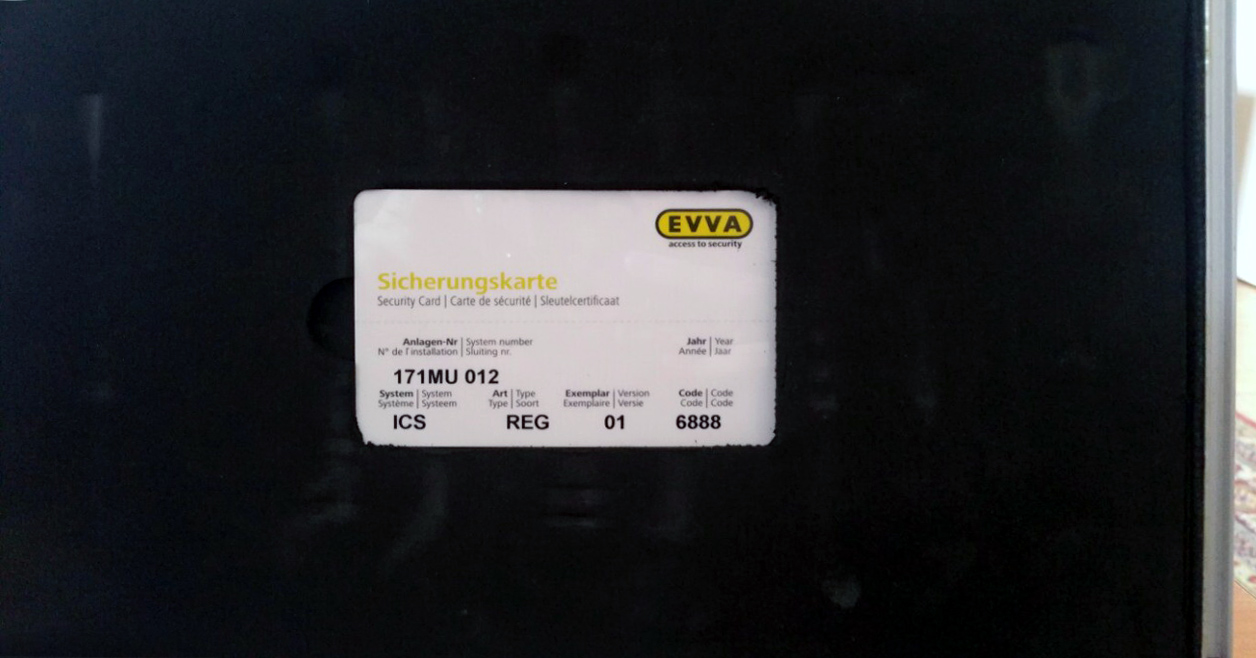 EVVA
access to security
Sicherungskarte
Security Card | Carte de sécurité | Sleutelcertificaat
Anlagen-Nr | System number
N° de l'installation | Sluiting nr.
Jahr | Year
Année | Jaar
171MU 012
System | System
Système | Systeem
Art | Type
Type | Soort
Exemplar | Version
Exemplaire | Versie
Code | Code
Code | Code
ICS REG 01 6888